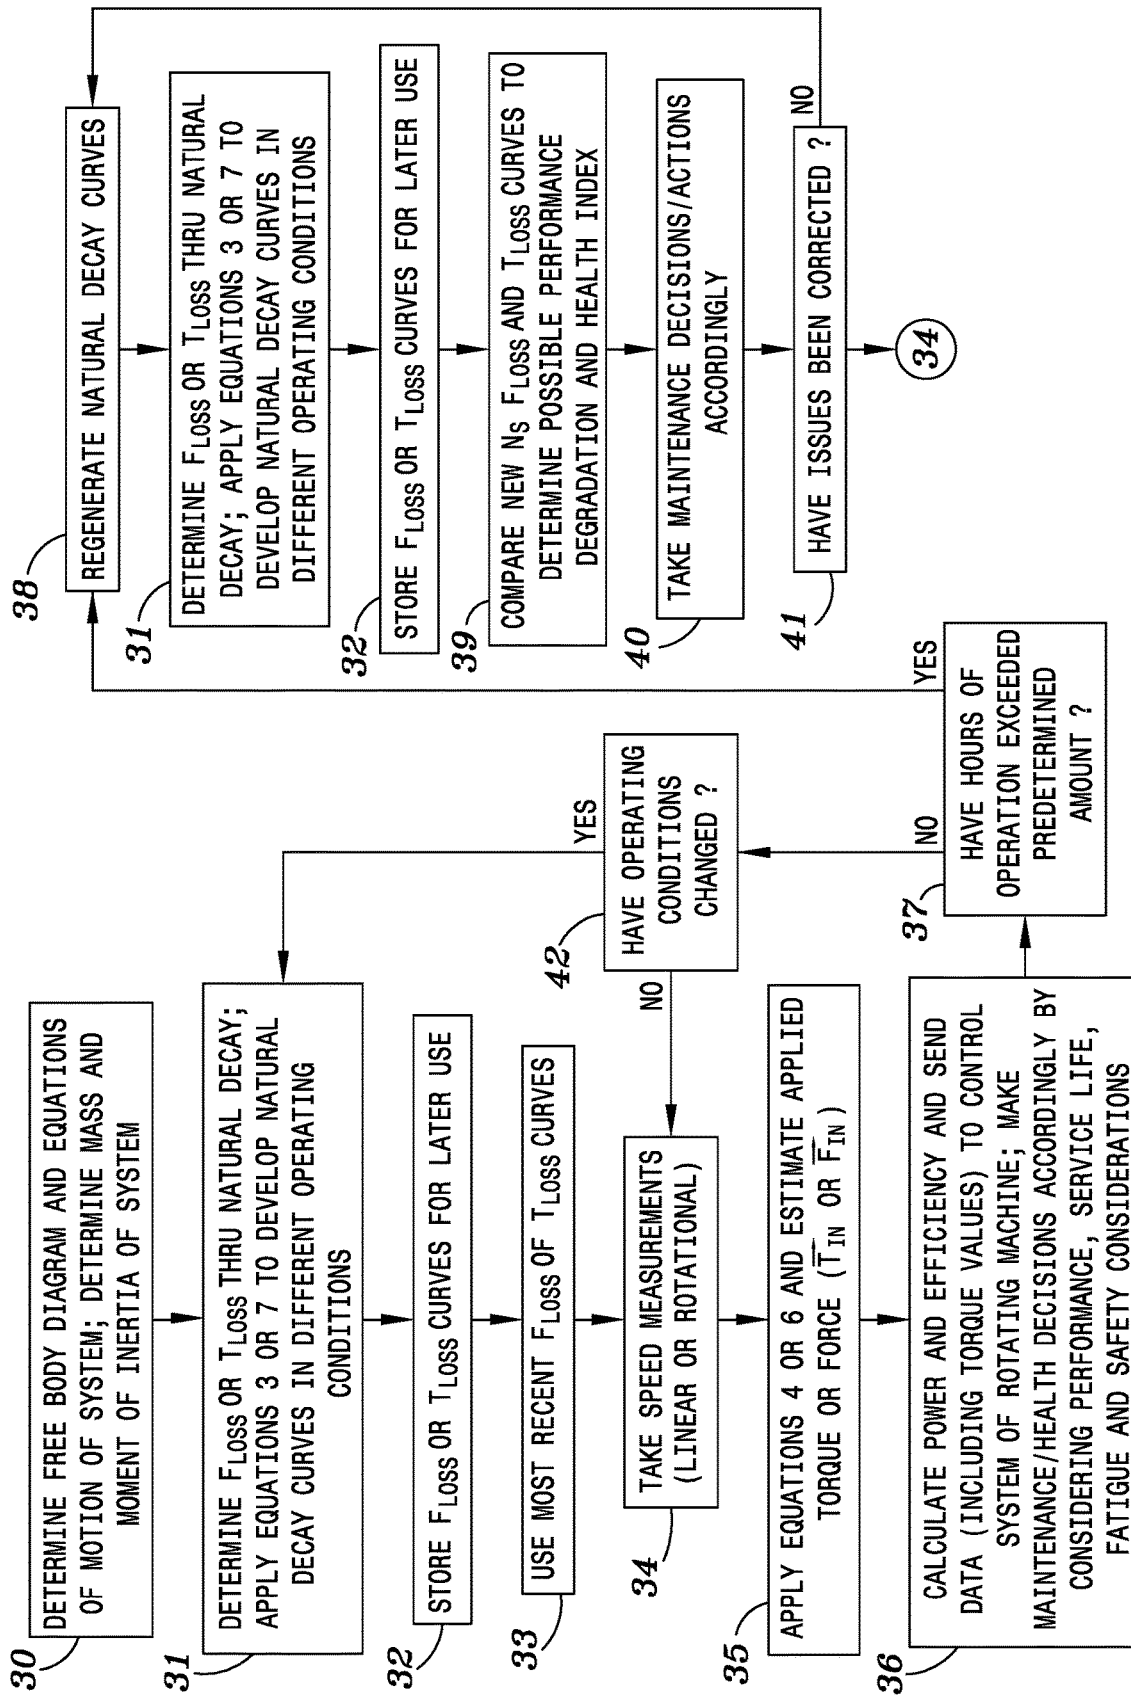 30
DETERMINE FREE BODY DIAGRAM AND EQUATIONS
OF MOTION OF SYSTEM; DETERMINE MASS AND
MOMENT OF INERTIA OF SYSTEM
31
DETERMINE FLOSS OR TLOSS THRU NATURAL DECAY;
APPLY EQUATIONS 3 OR 7 TO DEVELOP NATURAL
DECAY CURVES IN DIFFERENT OPERATING
CONDITIONS
32
STORE FLOSS OR TLOSS CURVES FOR LATER USE
33
USE MOST RECENT FLOSS OF TLOSS CURVES
34
TAKE SPEED MEASUREMENTS
(LINEAR OR ROTATIONAL)
35
APPLY EQUATIONS 4 OR 6 AND ESTIMATE APPLIED
TORQUE OR FORCE (T⃗IN OR F⃗IN)
36
CALCULATE POWER AND EFFICIENCY AND SEND
DATA (INCLUDING TORQUE VALUES) TO CONTROL
SYSTEM OF ROTATING MACHINE; MAKE
MAINTENANCE/HEALTH DECISIONS ACCORDINGLY BY
CONSIDERING PERFORMANCE, SERVICE LIFE,
FATIGUE AND SAFETY CONSIDERATIONS
37
HAVE HOURS OF
OPERATION EXCEEDED
PREDETERMINED
AMOUNT ?
NO
YES
42
HAVE OPERATING
CONDITIONS
CHANGED ?
YES
NO
38
REGENERATE NATURAL DECAY CURVES
31
DETERMINE FLOSS OR TLOSS THRU NATURAL
DECAY; APPLY EQUATIONS 3 OR 7 TO
DEVELOP NATURAL DECAY CURVES IN
DIFFERENT OPERATING CONDITIONS
32
STORE FLOSS OR TLOSS CURVES FOR LATER USE
39
COMPARE NEW NS FLOSS AND TLOSS CURVES TO
DETERMINE POSSIBLE PERFORMANCE
DEGRADATION AND HEALTH INDEX
40
TAKE MAINTENANCE DECISIONS/ACTIONS
ACCORDINGLY
41
HAVE ISSUES BEEN CORRECTED ?
NO
34